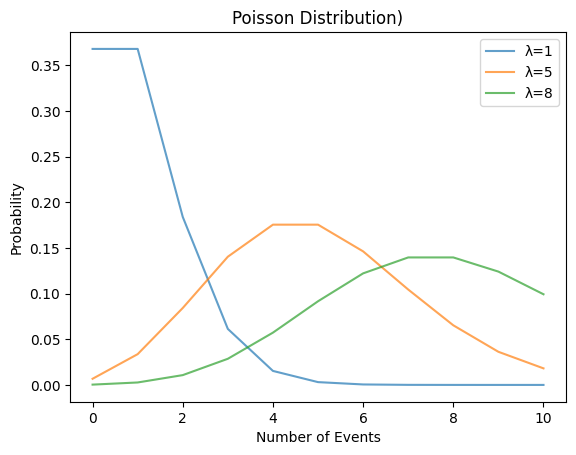 Poisson Distribution)
λ=1
λ=5
λ=8
0.35
0.30
0.25
0.20
0.15
0.10
0.05
0.00
Probability
0 2 4 6 8 10
Number of Events